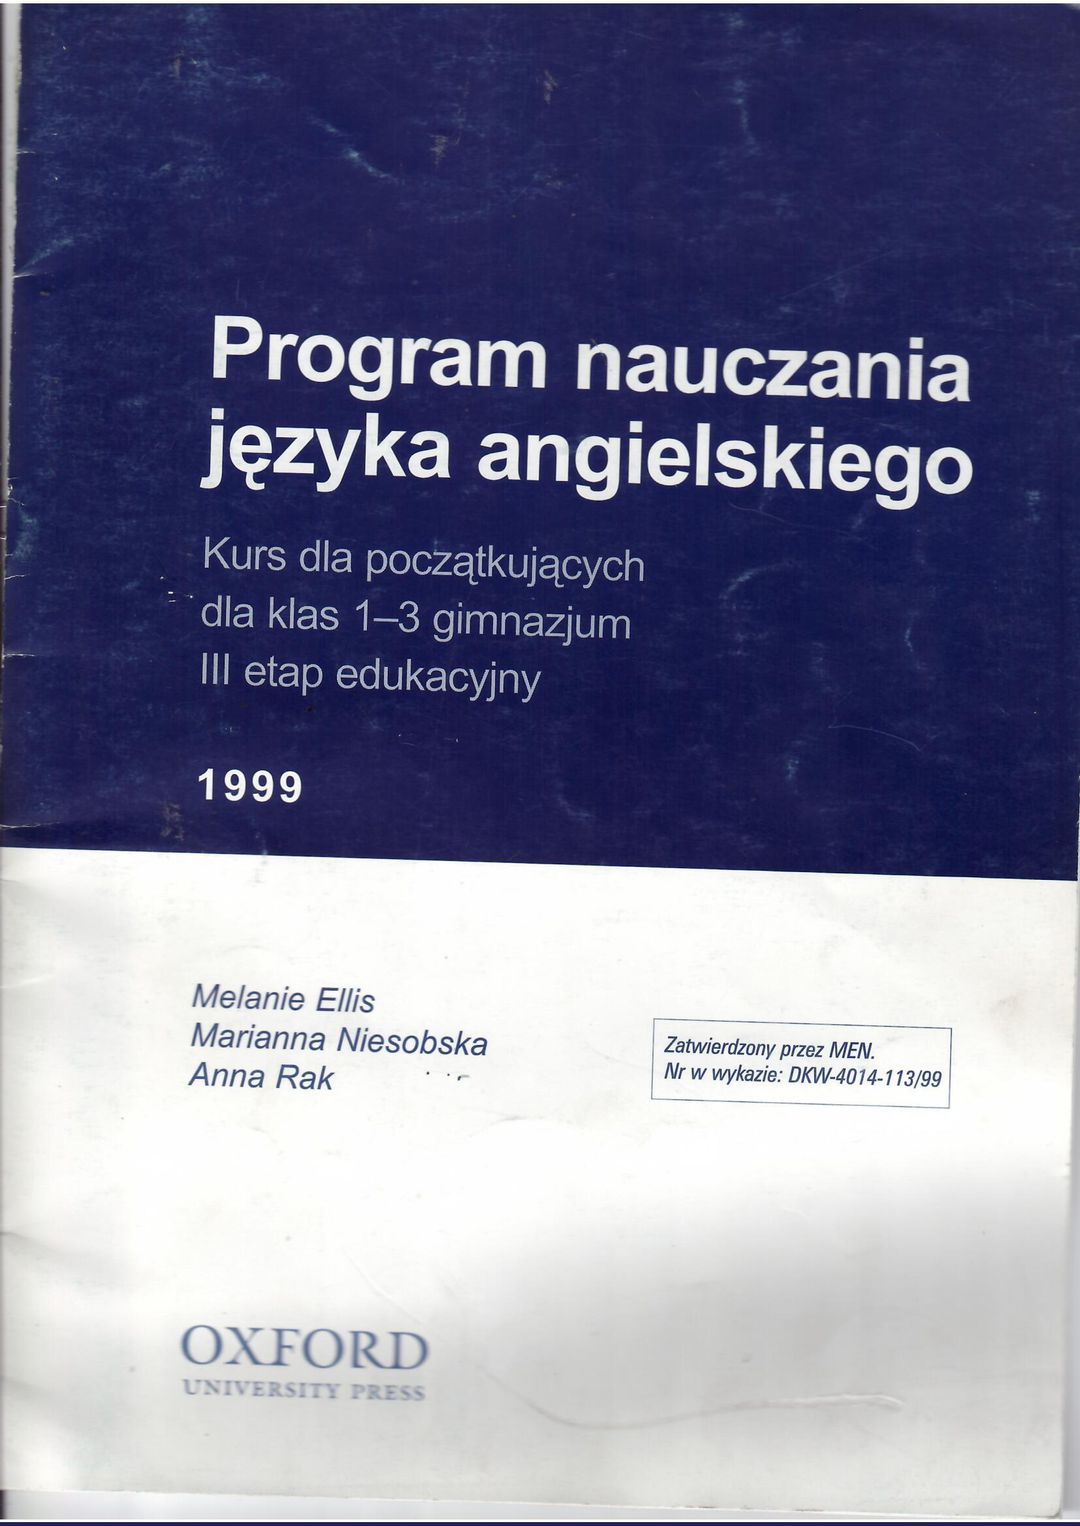 Program nauczania
języka angielskiego
Kurs dla początkujących
dla klas 1–3 gimnazjum
III etap edukacyjny
1999
Melanie Ellis
Marianna Niesobska
Anna Rak
Zatwierdzony przez MEN.
Nr w wykazie: DKW-4014-113/99
OXFORD
UNIVERSITY PRESS